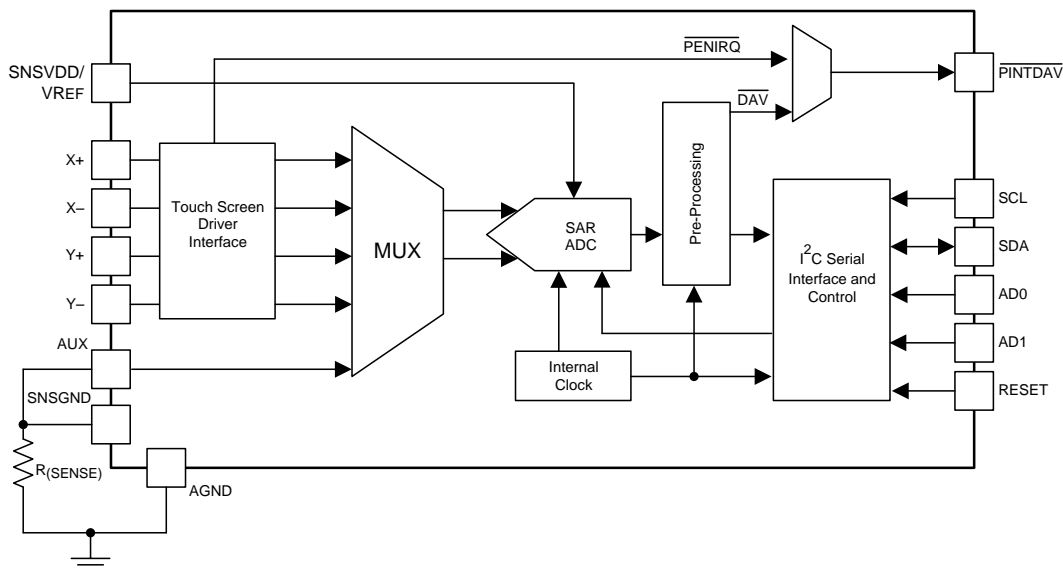 SNSVDD/
VREF
PENIRQ
PINTDAV
DAV
X+
X–
Y+
Y–
Touch Screen
Driver
Interface
MUX
SAR
ADC
Pre-Processing
I2C Serial
Interface and
Control
SCL
SDA
AD0
AD1
RESET
AUX
Internal
Clock
SNSGND
R(SENSE)
AGND